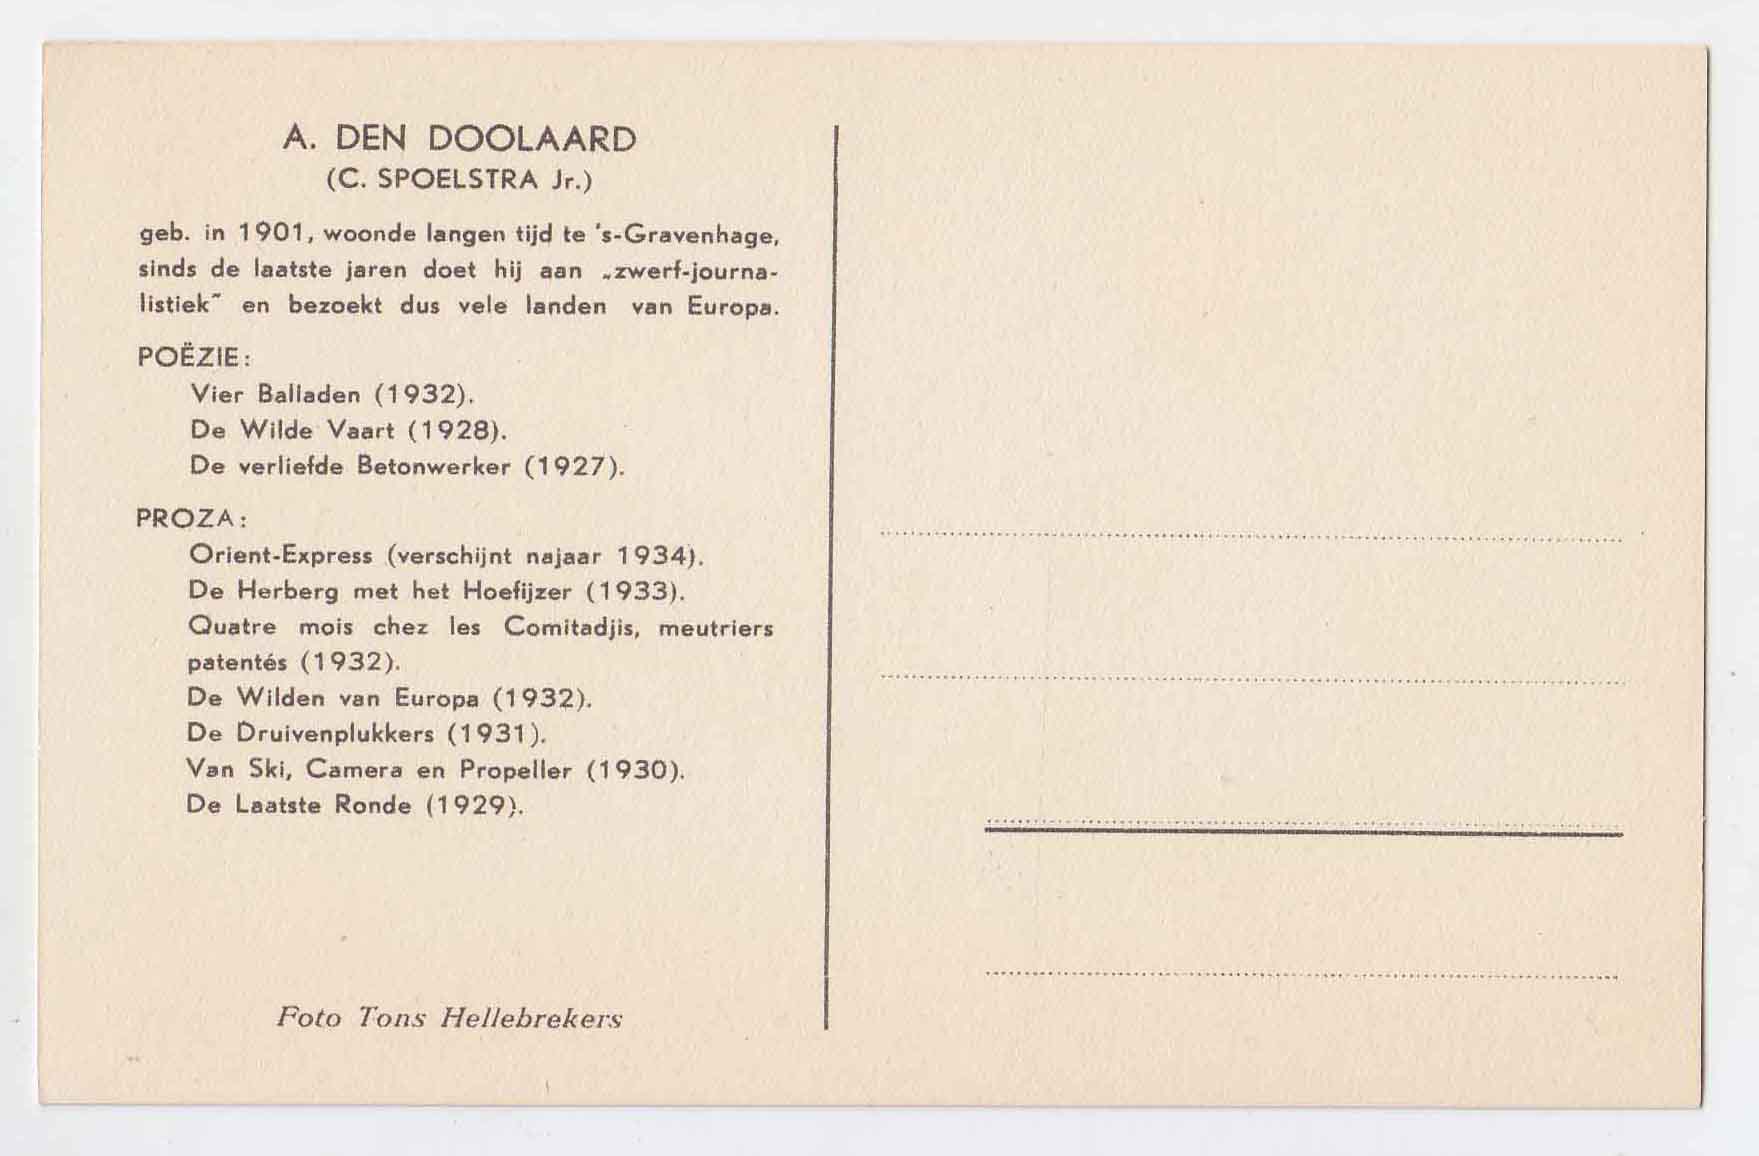 A. DEN DOOLAARD
(C. SPOELSTRA Jr.)
geb. in 1901, woonde langen tijd te 's-Gravenhage,
sinds de laatste jaren doet hij aan „zwerf-journa-
listiek” en bezoekt dus vele landen van Europa.
POËZIE:
Vier Balladen (1932).
De Wilde Vaart (1928).
De verliefde Betonwerker (1927).
PROZA:
Orient-Express (verschijnt najaar 1934).
De Herberg met het Hoefijzer (1933).
Quatre mois chez les Comitadjis, meutriers
patentés (1932).
De Wilden van Europa (1932).
De Druivenplukkers (1931).
Van Ski, Camera en Propeller (1930).
De Laatste Ronde (1929).
Foto Tons Hellebrekers